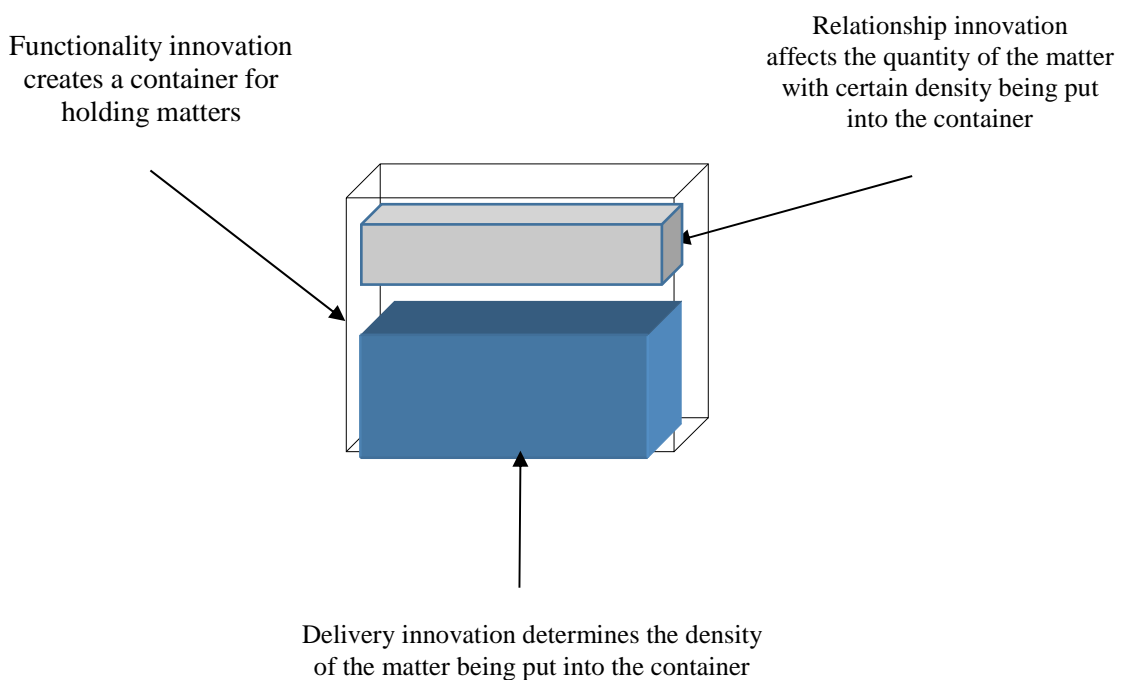 Functionality innovation
creates a container for
holding matters
Relationship innovation
affects the quantity of the matter
with certain density being put
into the container
Delivery innovation determines the density
of the matter being put into the container